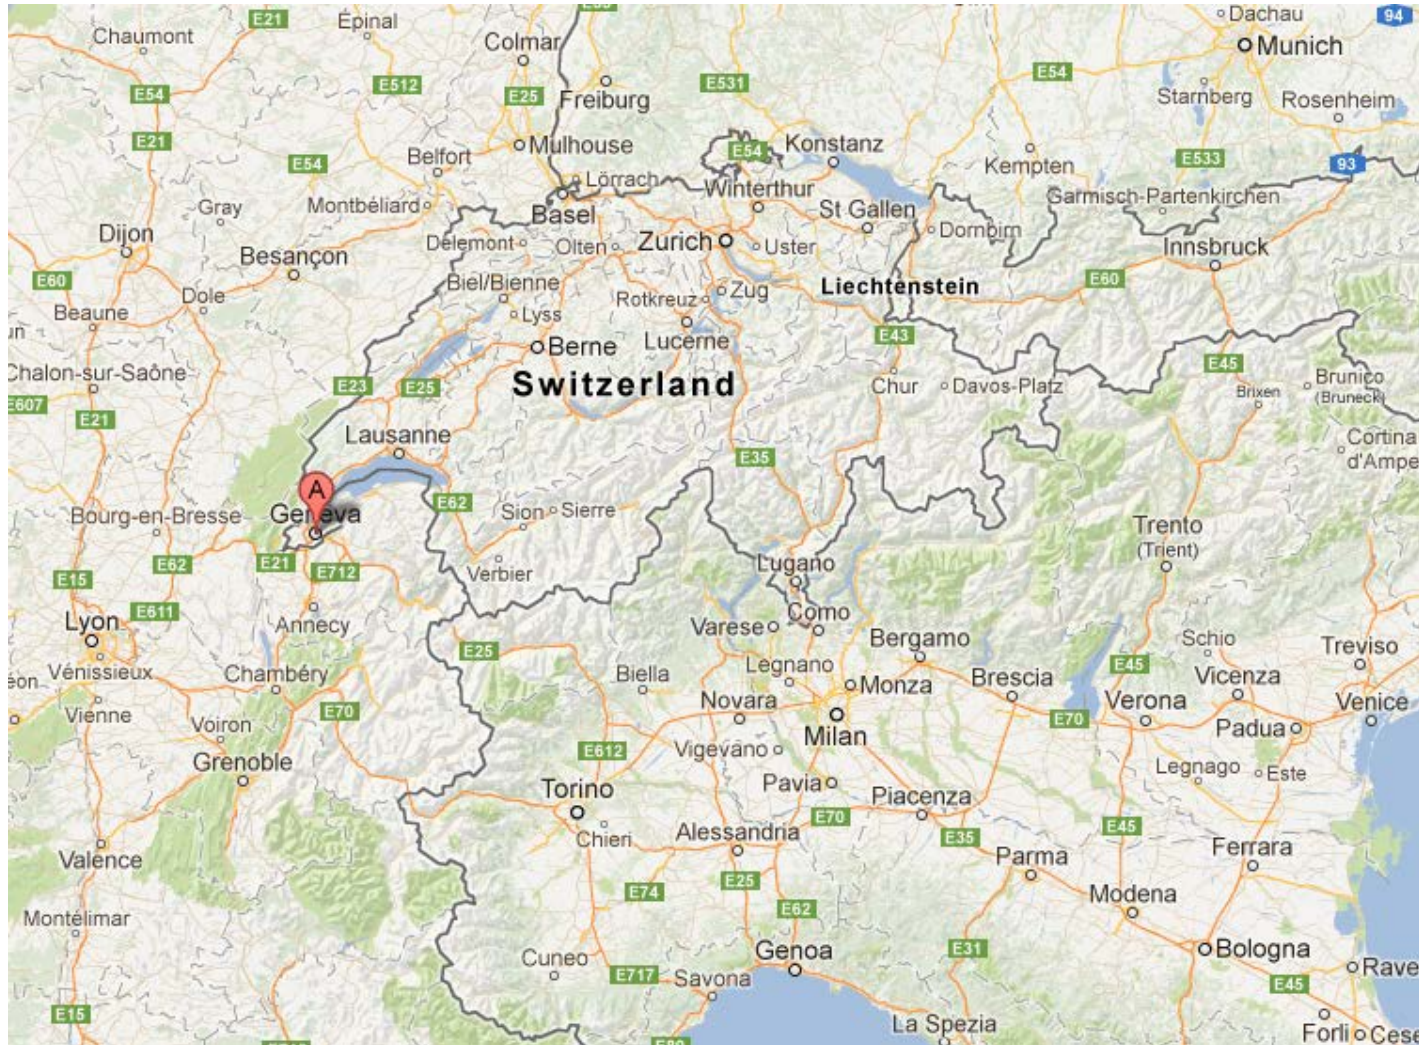 Dachau
94
E21
Épinal
Chaumont
Colmar
Munich
E54
E512
E25
E531
E54
Freiburg
Starnberg
Rosenheim
E21
Mulhouse
Konstanz
E54
E54
Belfort
Kempten
E533
93
Lörrach
Winterthur
Garmisch-Partenkirchen
Gray
Montbéliard
Basel
St Gallen
Dijon
Delemont
Olten
Zurich
Uster
Dornbirn
Innsbruck
Besançon
E60
Biel/Bienne
Rotkreuz
Zug
Liechtenstein
E60
Dole
Beaune
Lyss
Lucerne
E43
Berne
E45
Chalon-sur-Saône
E23
E25
Switzerland
Chur
Davos-Platz
Brixen
Brunico
(Bruneck)
E607
E21
Lausanne
Cortina
d'Ampe
E35
A
Geneva
Bourg-en-Bresse
E62
Sion
Sierre
Trento
(Trient)
E21
E712
E62
E15
Verbier
Lugano
E611
Lyon
Annecy
Como
Varese
Bergamo
Schio
Treviso
E25
Vénissieux
Chambéry
Biella
Legnano
Monza
Brescia
E45
Vicenza
Vienne
Voiron
E70
Novara
Milan
E70
Verona
Padua
Venice
Grenoble
E612
Vigevano
Legnago
Este
Torino
Pavia
Piacenza
E70
E45
Chieri
Alessandria
E35
Valence
Parma
Ferrara
E74
E25
Modena
Montélimar
E62
Cuneo
E717
Genoa
E31
Bologna
Savona
E45
Rave
E15
La Spezia
Forli
Cese
E80